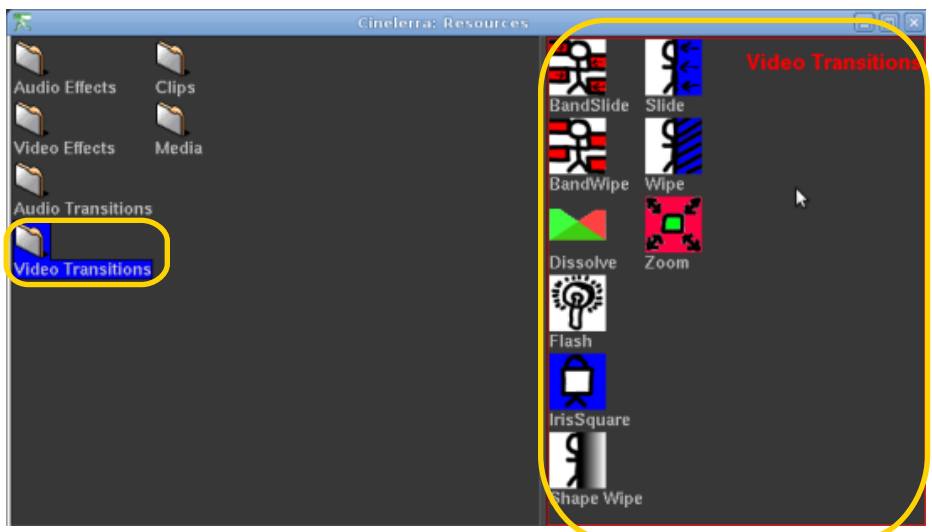 Cinelerra: Resources
Audio Effects
Clips
Video Effects
Media
Audio Transitions
Video Transitions
Video Transitions
BandSlide
Slide
BandWipe
Wipe
Dissolve
Zoom
Flash
IrisSquare
Shape Wipe